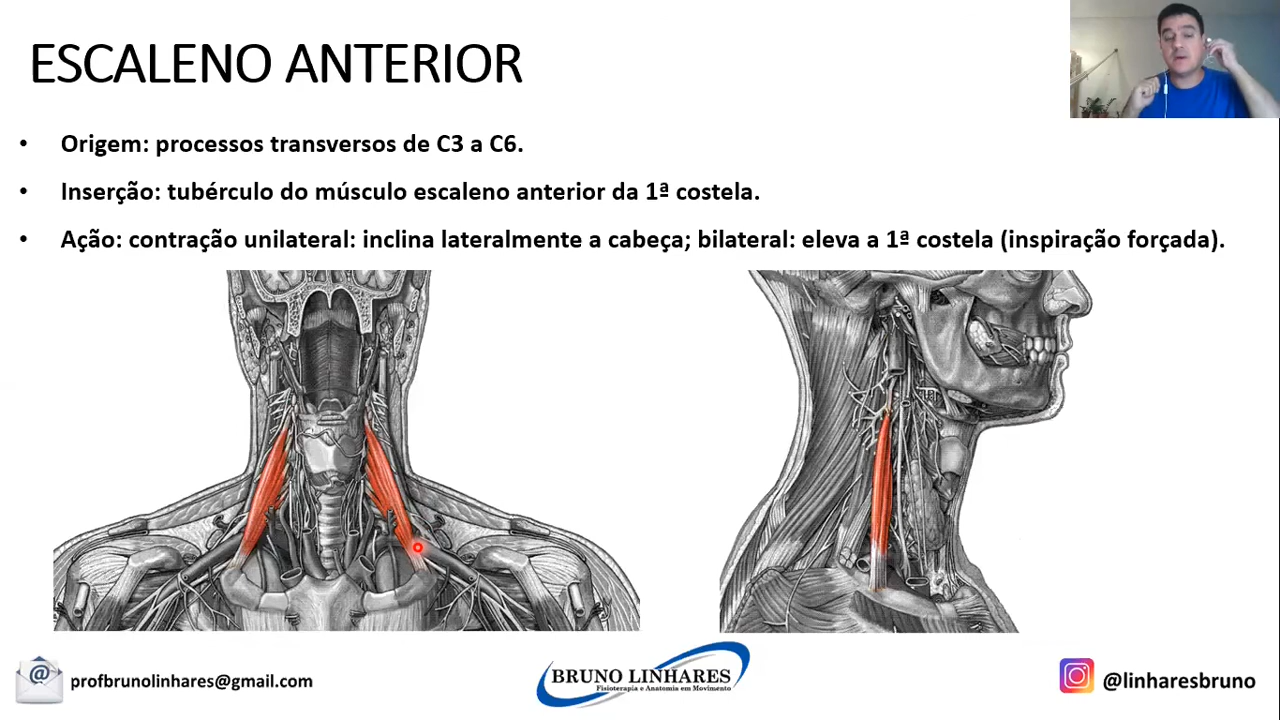 ESCALENO ANTERIOR
• Origem: processos transversos de C3 a C6.
• Inserção: tubérculo do músculo escaleno anterior da 1ª costela.
• Ação: contração unilateral: inclina lateralmente a cabeça; bilateral: eleva a 1ª costela (inspiração forçada).
@
profbrunolinhares@gmail.com
BRUNO LINHARES
Fisioterapia e Anatomia em Movimento
@linharesbruno